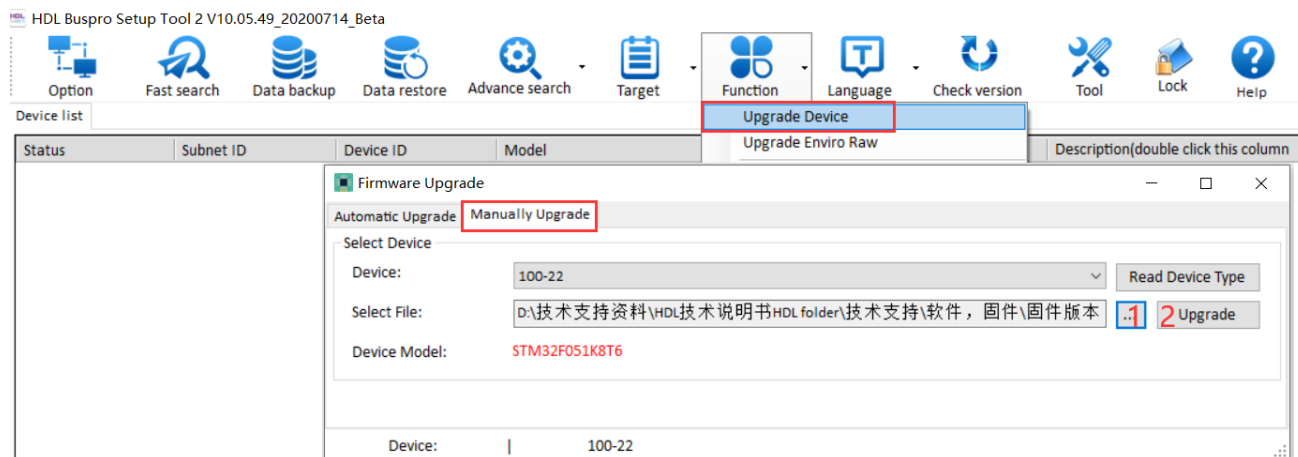 HDL Buspro Setup Tool 2 V10.05.49_20200714_Beta
Option Fast search Data backup Data restore Advance search Target Function Language Check version Tool Lock Help
Device list
Upgrade Device
Upgrade Enviro Raw
Status Subnet ID Device ID Model Description(double click this column
Firmware Upgrade
Automatic Upgrade Manually Upgrade
Select Device
Device: 100-22 Read Device Type
Select File: D:\技术支持资料\HDL技术说明书HDL folder\技术支持\软件，固件\固件版本 ..1 2 Upgrade
Device Model: STM32F051K8T6
Device: | 100-22